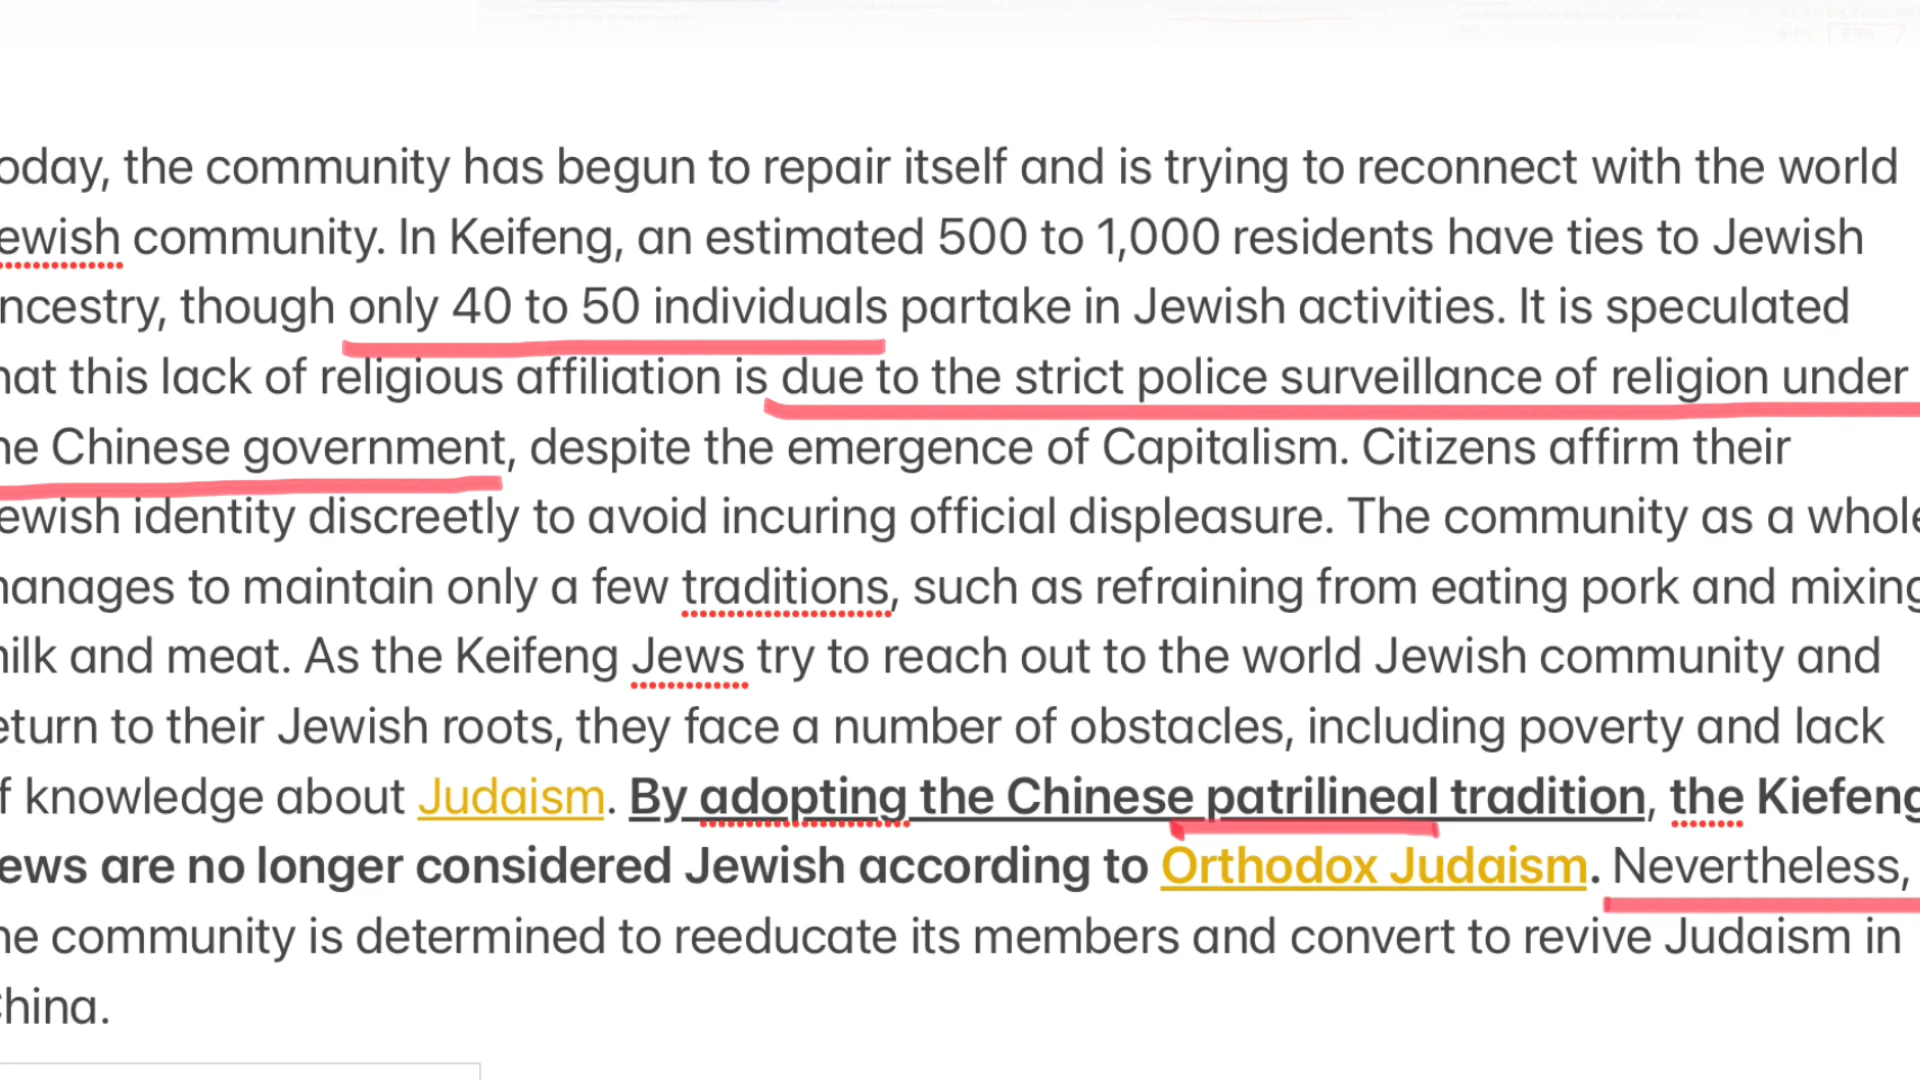 oday, the community has begun to repair itself and is trying to reconnect with the world
ewish community. In Keifeng, an estimated 500 to 1,000 residents have ties to Jewish
ncestry, though only 40 to 50 individuals partake in Jewish activities. It is speculated
hat this lack of religious affiliation is due to the strict police surveillance of religion under
he Chinese government, despite the emergence of Capitalism. Citizens affirm their
ewish identity discreetly to avoid incuring official displeasure. The community as a whole
nanages to maintain only a few traditions, such as refraining from eating pork and mixing
nilk and meat. As the Keifeng Jews try to reach out to the world Jewish community and
eturn to their Jewish roots, they face a number of obstacles, including poverty and lack
f knowledge about Judaism. By adopting the Chinese patrilineal tradition, the Kiefeng
ews are no longer considered Jewish according to Orthodox Judaism. Nevertheless,
he community is determined to reeducate its members and convert to revive Judaism in
China.